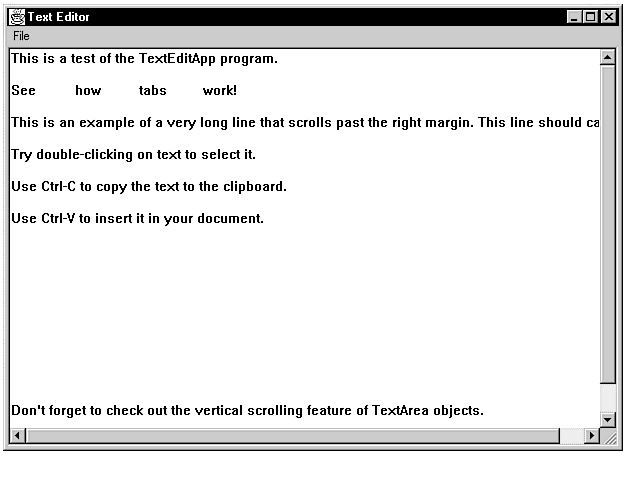 Text Editor
File
This is a test of the TextEditApp program.
See how tabs work!
This is an example of a very long line that scrolls past the right margin. This line should ca
Try double-clicking on text to select it.
Use Ctrl-C to copy the text to the clipboard.
Use Ctrl-V to insert it in your document.
Don't forget to check out the vertical scrolling feature of TextArea objects.